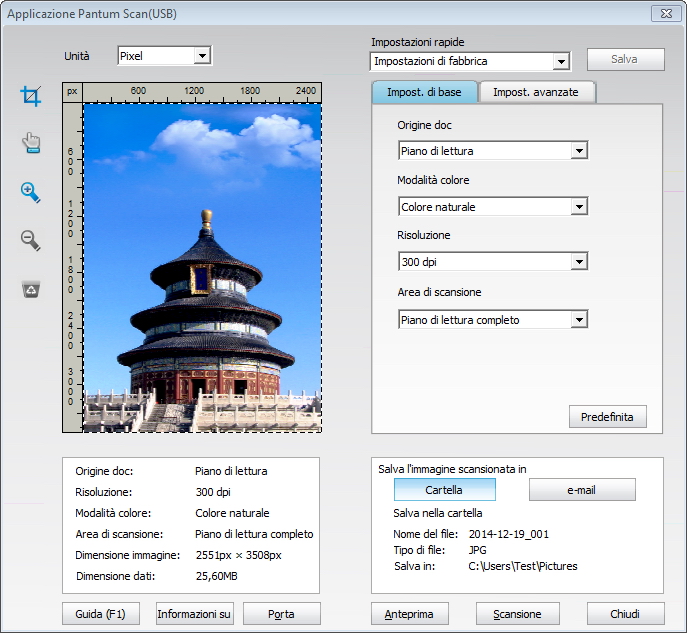 Applicazione Pantum Scan(USB)
Unità
Pixel
Impostazioni rapide
Impostazioni di fabbrica
Salva
px 600 1200 1800 2400
600
1200
1800
2400
3000
Impost. di base
Impost. avanzate
Origine doc
Piano di lettura
Modalità colore
Colore naturale
Risoluzione
300 dpi
Area di scansione
Piano di lettura completo
Predefinita
Origine doc: Piano di lettura
Risoluzione: 300 dpi
Modalità colore: Colore naturale
Area di scansione: Piano di lettura completo
Dimensione immagine: 2551px × 3508px
Dimensione dati: 25,60MB
Salva l'immagine scansionata in
Cartella
e-mail
Salva nella cartella
Nome del file: 2014-12-19_001
Tipo di file: JPG
Salva in: C:\Users\Test\Pictures
Guida (F1)
Informazioni su
Porta
Anteprima
Scansione
Chiudi